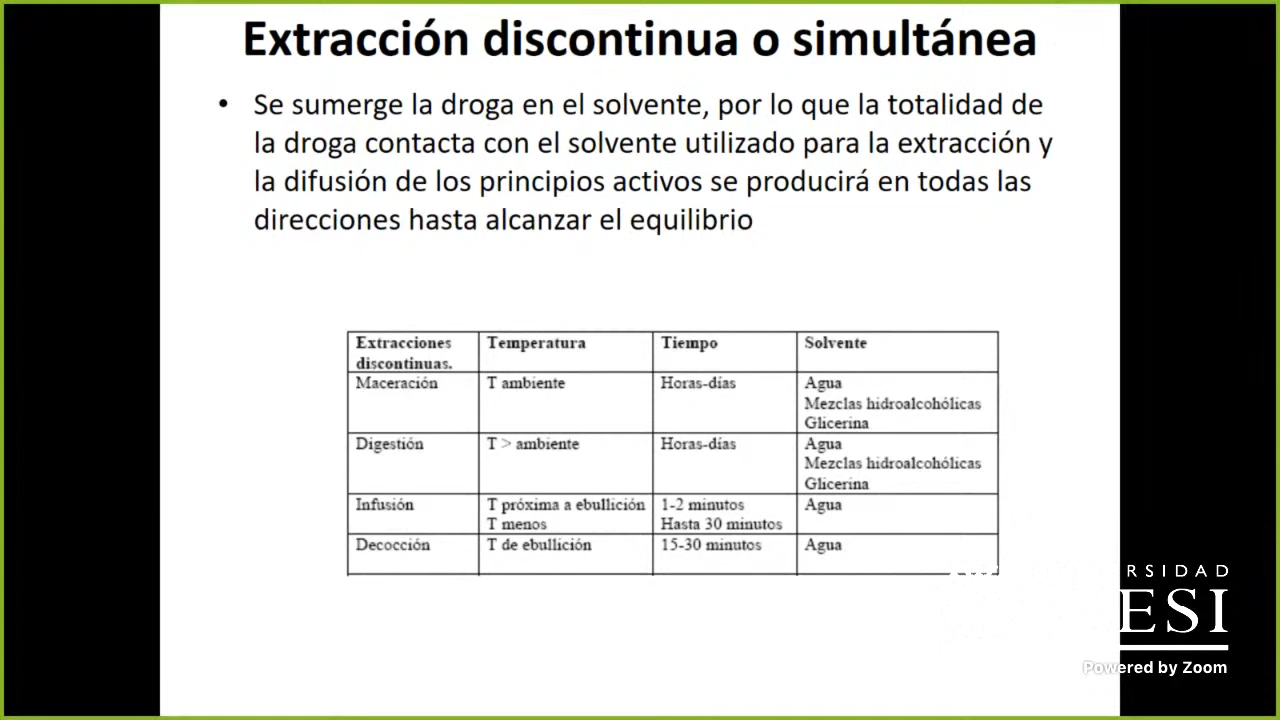 Extracción discontinua o simultánea
• Se sumerge la droga en el solvente, por lo que la totalidad de
la droga contacta con el solvente utilizado para la extracción y
la difusión de los principios activos se producirá en todas las
direcciones hasta alcanzar el equilibrio
Extracciones discontinuas. Temperatura Tiempo Solvente
Maceración T ambiente Horas-días Agua
Mezclas hidroalcohólicas
Glicerina
Digestión T > ambiente Horas-días Agua
Mezclas hidroalcohólicas
Glicerina
Infusión T próxima a ebullición 1-2 minutos Agua
T menos Hasta 30 minutos
Decocción T de ebullición 15-30 minutos Agua
RSIDAD
ESI
Powered by Zoom